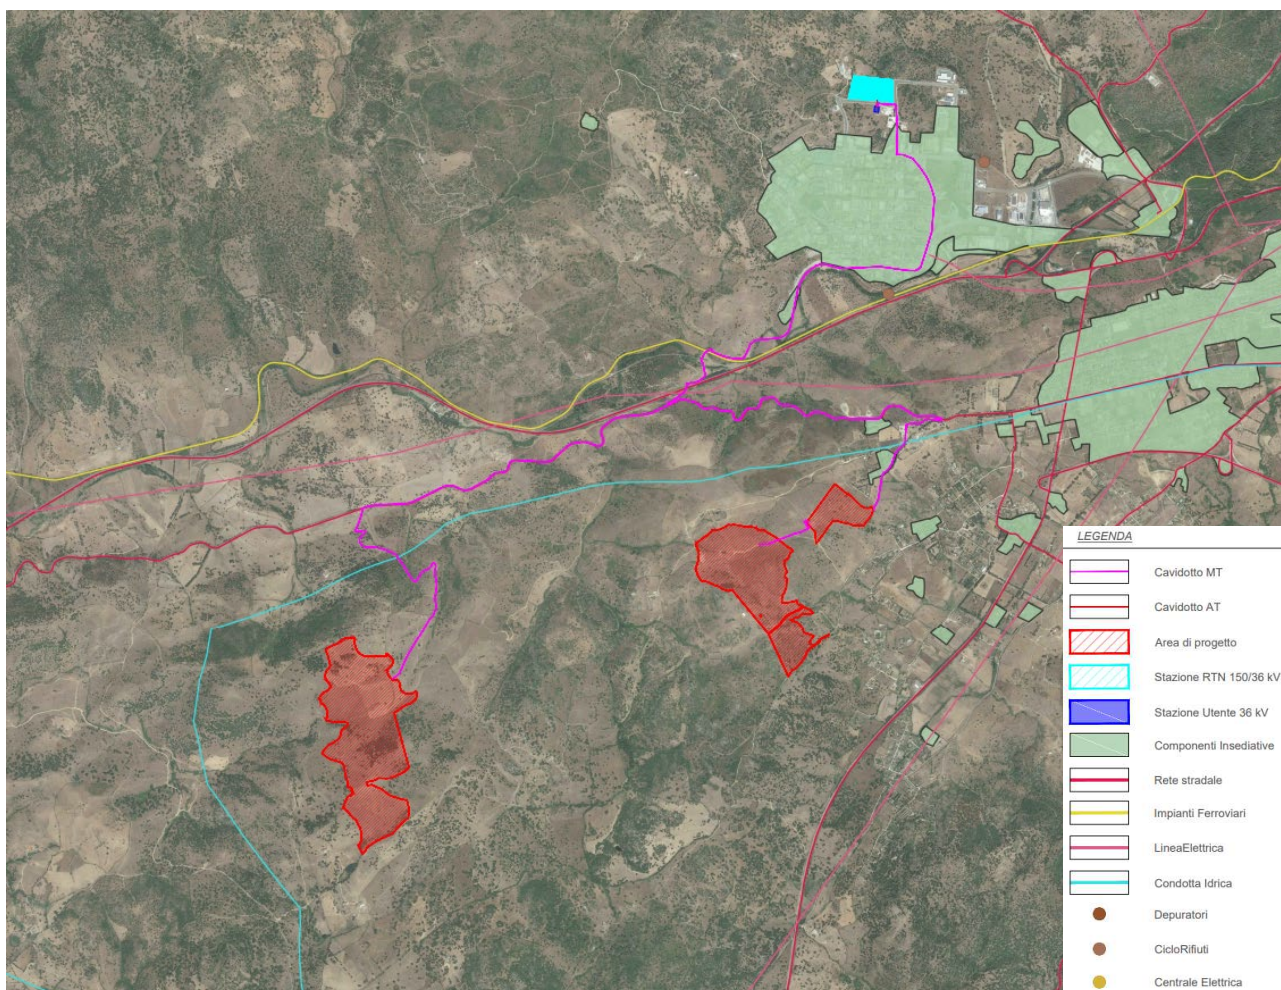 LEGENDA
Cavidotto MT
Cavidotto AT
Area di progetto
Stazione RTN 150/36 kV
Stazione Utente 36 kV
Componenti Insediative
Rete stradale
Impianti Ferroviari
LineaElettrica
Condotta Idrica
Depuratori
CicloRifiuti
Centrale Elettrica